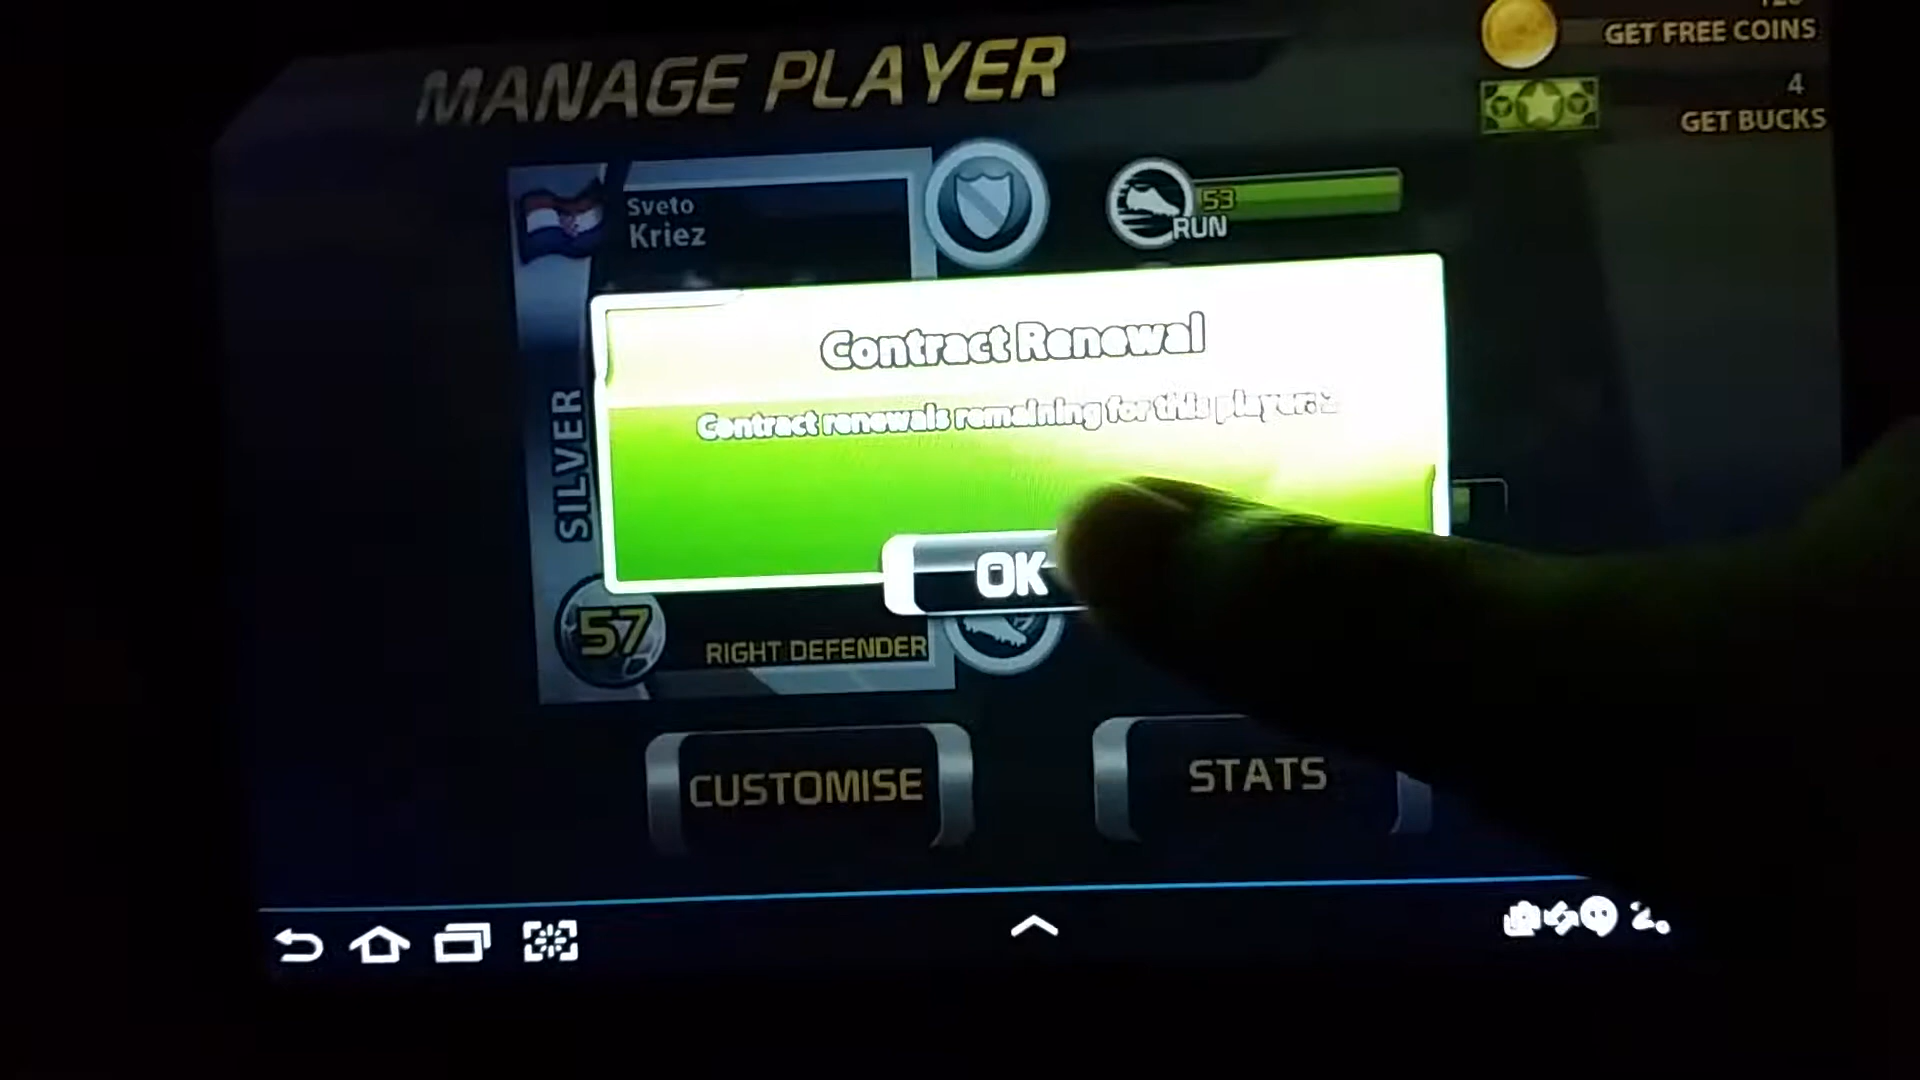 MANAGE PLAYER
GET FREE COINS
4
GET BUCKS
Sveto
Kriez
53
RUN
Contract Renewal
Contract renewals remaining for this player:
SILVER
OK
57
RIGHT DEFENDER
CUSTOMISE
STATS